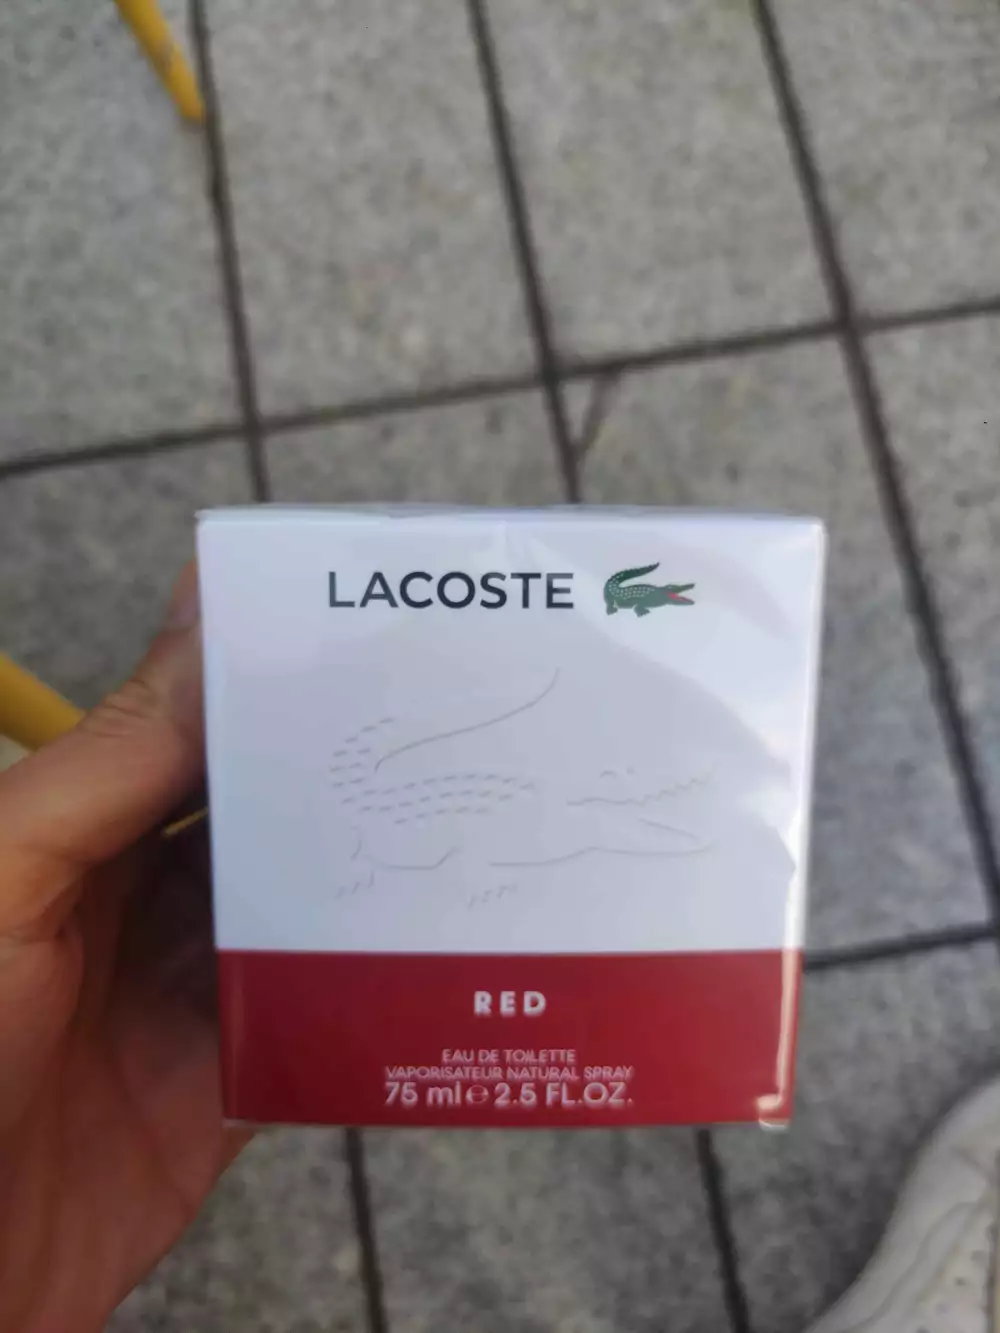 LACOSTE
RED
EAU DE TOILETTE
VAPORISATEUR NATURAL SPRAY
75 ml ℮ 2.5 FL.OZ.